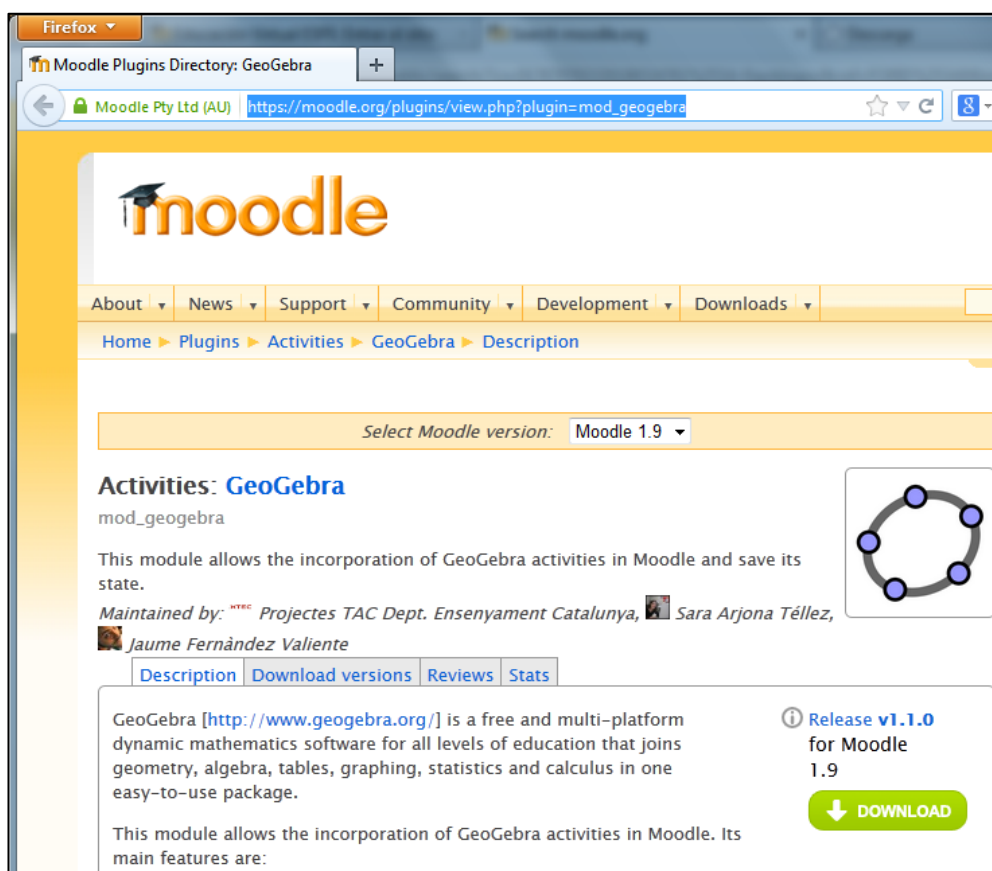 Firefox
Moodle Plugins Directory: GeoGebra
+
Moodle Pty Ltd (AU) https://moodle.org/plugins/view.php?plugin=mod_geogebra
8
moodle
About News Support Community Development Downloads
Home ► Plugins ► Activities ► GeoGebra ► Description
Select Moodle version: Moodle 1.9
Activities: GeoGebra
mod_geogebra
This module allows the incorporation of GeoGebra activities in Moodle and save its
state.
Maintained by: Projectes TAC Dept. Ensenyament Catalunya, Sara Arjona Téllez,
Jaume Fernàndez Valiente
Description Download versions Reviews Stats
GeoGebra [http://www.geogebra.org/] is a free and multi-platform
dynamic mathematics software for all levels of education that joins
geometry, algebra, tables, graphing, statistics and calculus in one
easy-to-use package.
This module allows the incorporation of GeoGebra activities in Moodle. Its
main features are:
Release v1.1.0
for Moodle
1.9
DOWNLOAD